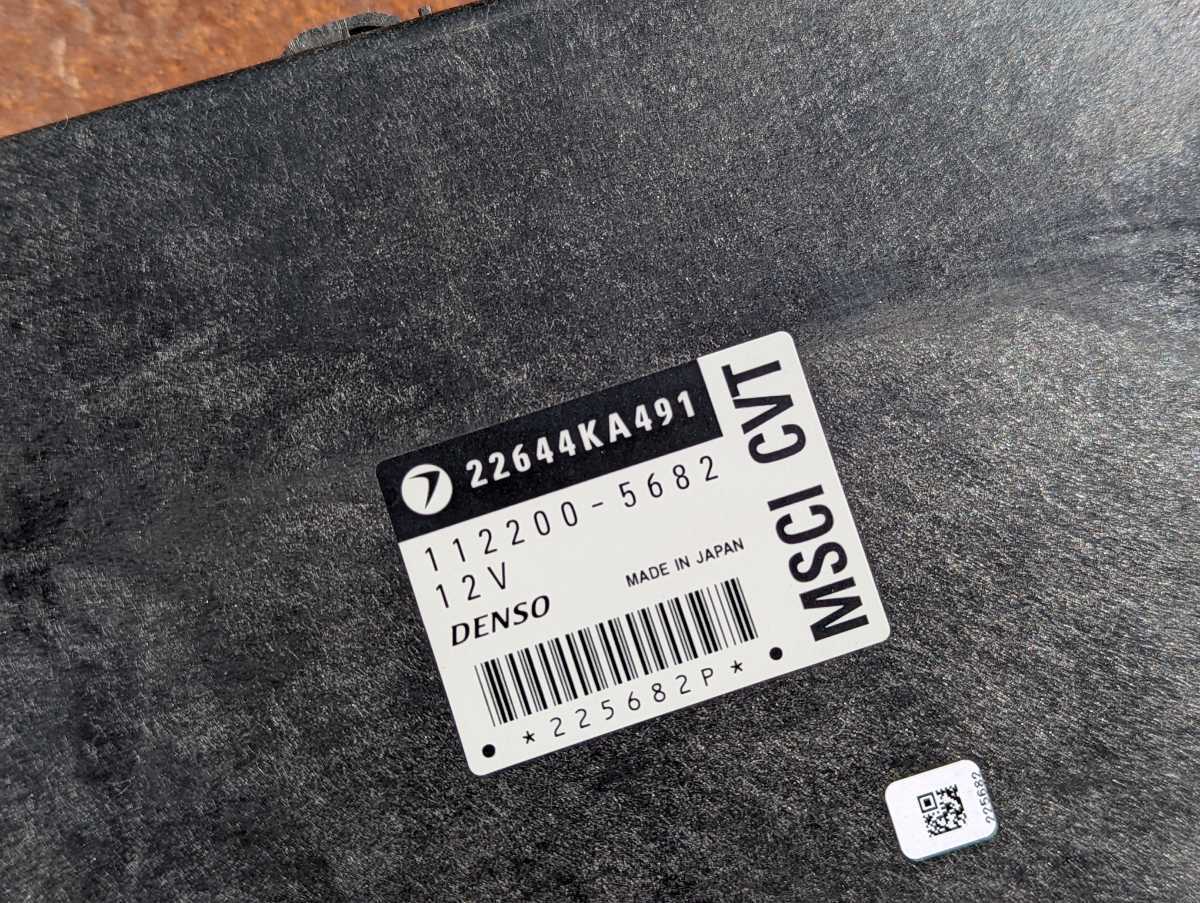 22644KA491
112200-5682
12V
DENSO
MADE IN JAPAN
*225682P*
MSCI CVT
225682